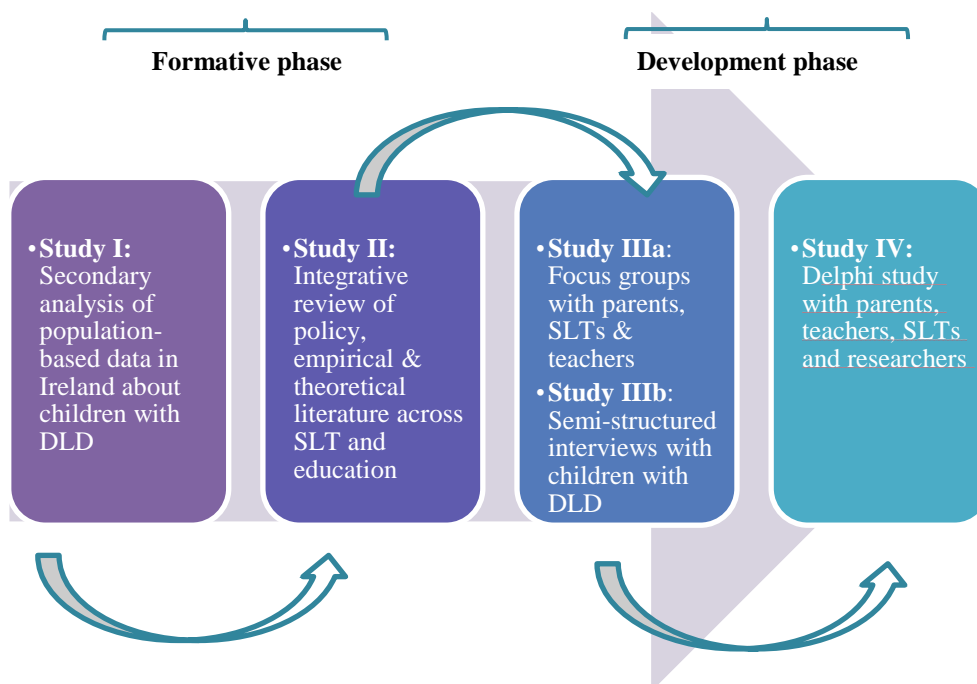 Formative phase
Development phase
• Study I:
Secondary
analysis of
population-
based data in
Ireland about
children with
DLD
• Study II:
Integrative
review of
policy,
empirical &
theoretical
literature across
SLT and
education
• Study IIIa:
Focus groups
with parents,
SLTs &
teachers
• Study IIIb:
Semi-structured
interviews with
children with
DLD
• Study IV:
Delphi study
with parents,
teachers, SLTs
and researchers